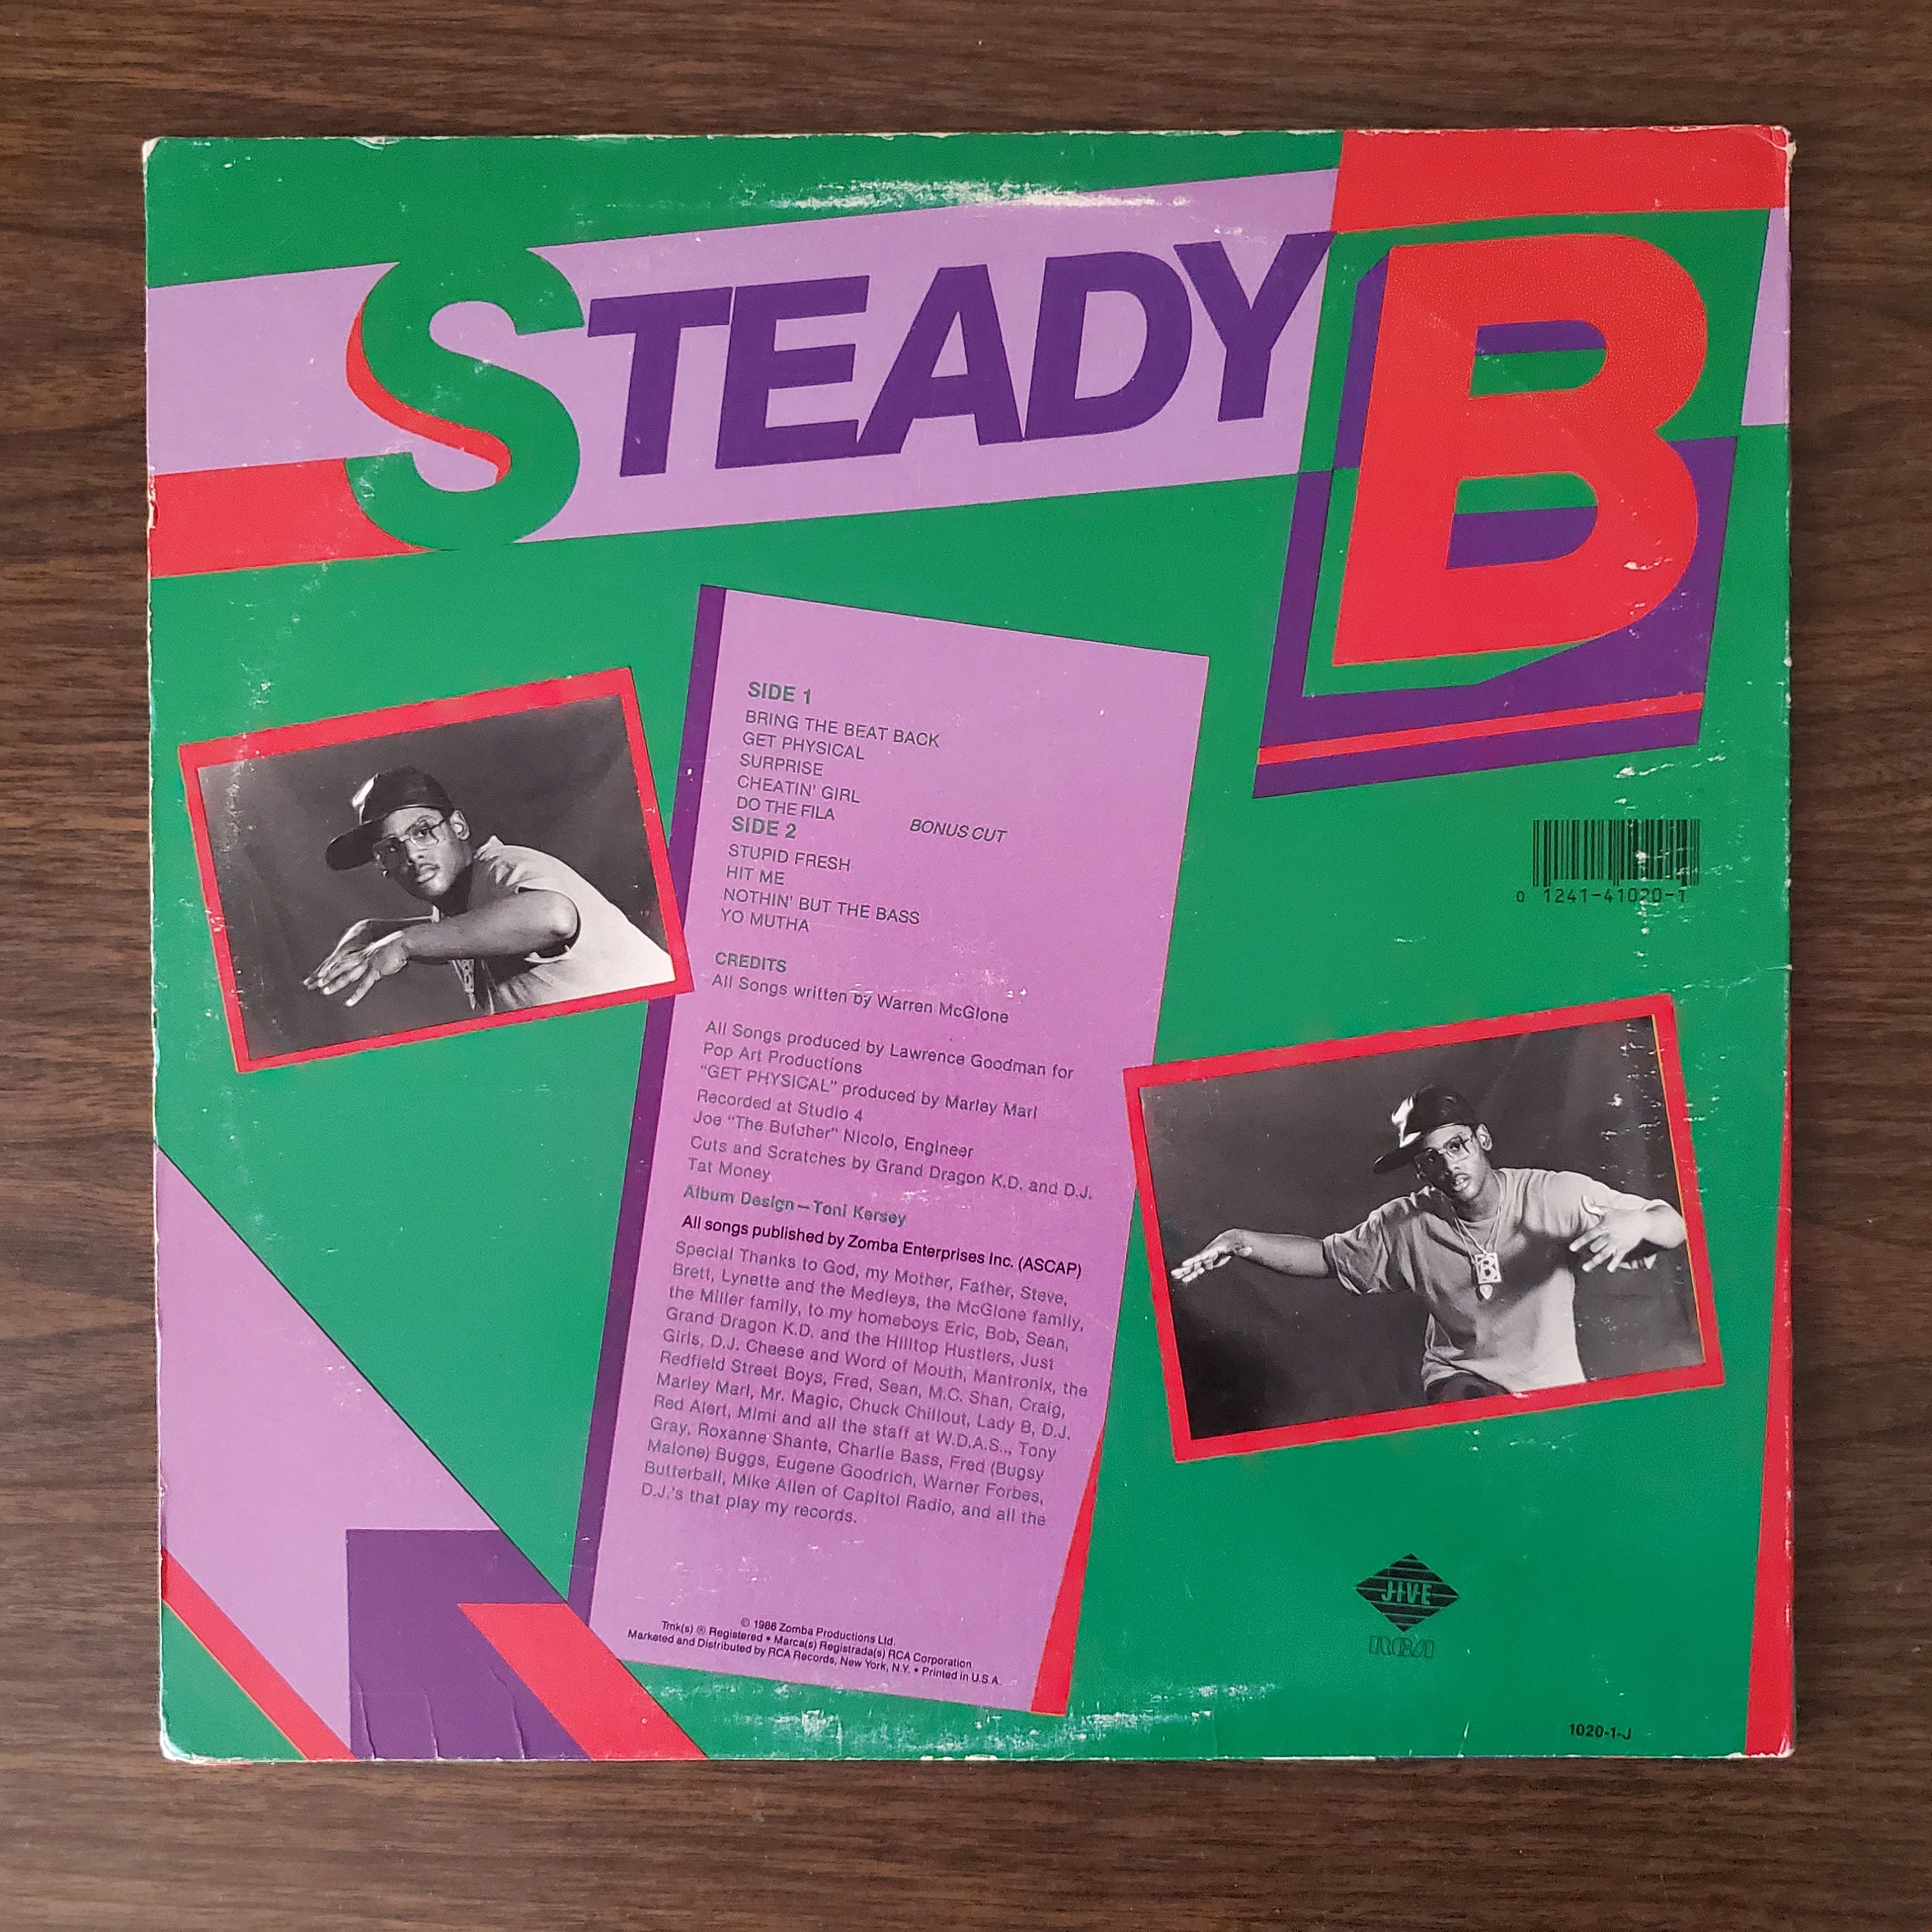 STEADY B
SIDE 1
BRING THE BEAT BACK
GET PHYSICAL
SURPRISE
CHEATIN' GIRL
DO THE FILA BONUS CUT
SIDE 2
STUPID FRESH
HIT ME
NOTHIN' BUT THE BASS
YO MUTHA
CREDITS
All Songs written by Warren McGlone
All Songs produced by Lawrence Goodman for
Pop Art Productions
"GET PHYSICAL" produced by Marley Marl
Recorded at Studio 4
Joe "The Butcher" Nicolo, Engineer
Cuts and Scratches by Grand Dragon K.D. and D.J.
Tat Money
Album Design—Toni Kersey
All songs published by Zomba Enterprises Inc. (ASCAP)
Special Thanks to God, my Mother, Father, Steve,
Brett, Lynette and the Medleys, the McGlone family,
the Miller family, to my homeboys Eric, Bob, Sean,
Grand Dragon K.D. and the Hilltop Hustlers, Just
Girls, D.J. Cheese and Word of Mouth, Mantronix, the
Redfield Street Boys, Fred, Sean, M.C. Shan, Craig,
Marley Marl, Mr. Magic, Chuck Chillout, Lady B, D.J.
Red Alert, Mimi and all the staff at W.D.A.S.., Tony
Gray, Roxanne Shante, Charlie Bass, Fred (Bugsy
Malone) Buggs, Eugene Goodrich, Warner Forbes,
Butterball, Mike Allen of Capitol Radio, and all the
D.J.'s that play my records.
© 1986 Zomba Productions Ltd.
Tmk(s) ® Registered • Marca(s) Registrada(s) RCA Corporation
Marketed and Distributed by RCA Records, New York, N.Y. • Printed in U.S.A.
0 1241-41020-1
B
JIVE
RCA
1020-1-J